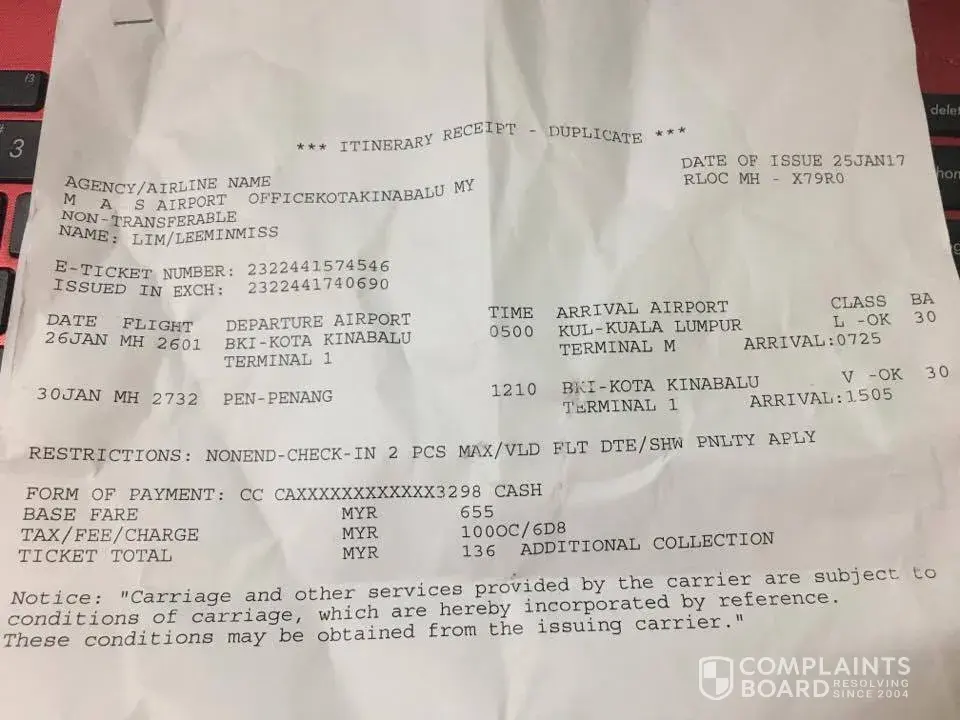 *** ITINERARY RECEIPT - DUPLICATE ***
DATE OF ISSUE 25JAN17
RLOC MH - X79R0
AGENCY/AIRLINE NAME
M A S AIRPORT OFFICEKOTAKINABALU MY
NON-TRANSFERABLE
NAME: LIM/LEEMINMISS
E-TICKET NUMBER: 2322441574546
ISSUED IN EXCH: 2322441740690
DATE FLIGHT DEPARTURE AIRPORT TIME ARRIVAL AIRPORT CLASS BA
26JAN MH 2601 BKI-KOTA KINABALU 0500 KUL-KUALA LUMPUR L -OK 30
TERMINAL 1 TERMINAL M ARRIVAL:0725
30JAN MH 2732 PEN-PENANG 1210 BKI-KOTA KINABALU V -OK 30
TERMINAL 1 ARRIVAL:1505
RESTRICTIONS: NONEND-CHECK-IN 2 PCS MAX/VLD FLT DTE/SHW PNLTY APLY
FORM OF PAYMENT: CC CAXXXXXXXXXXXX3298 CASH
BASE FARE MYR 655
TAX/FEE/CHARGE MYR 100OC/6D8
TICKET TOTAL MYR 136 ADDITIONAL COLLECTION
Notice: "Carriage and other services provided by the carrier are subject to
conditions of carriage, which are hereby incorporated by reference.
These conditions may be obtained from the issuing carrier."
/3
#
3
delet
hom
COMPLAINTS
BOARD RESOLVING
SINCE 2004